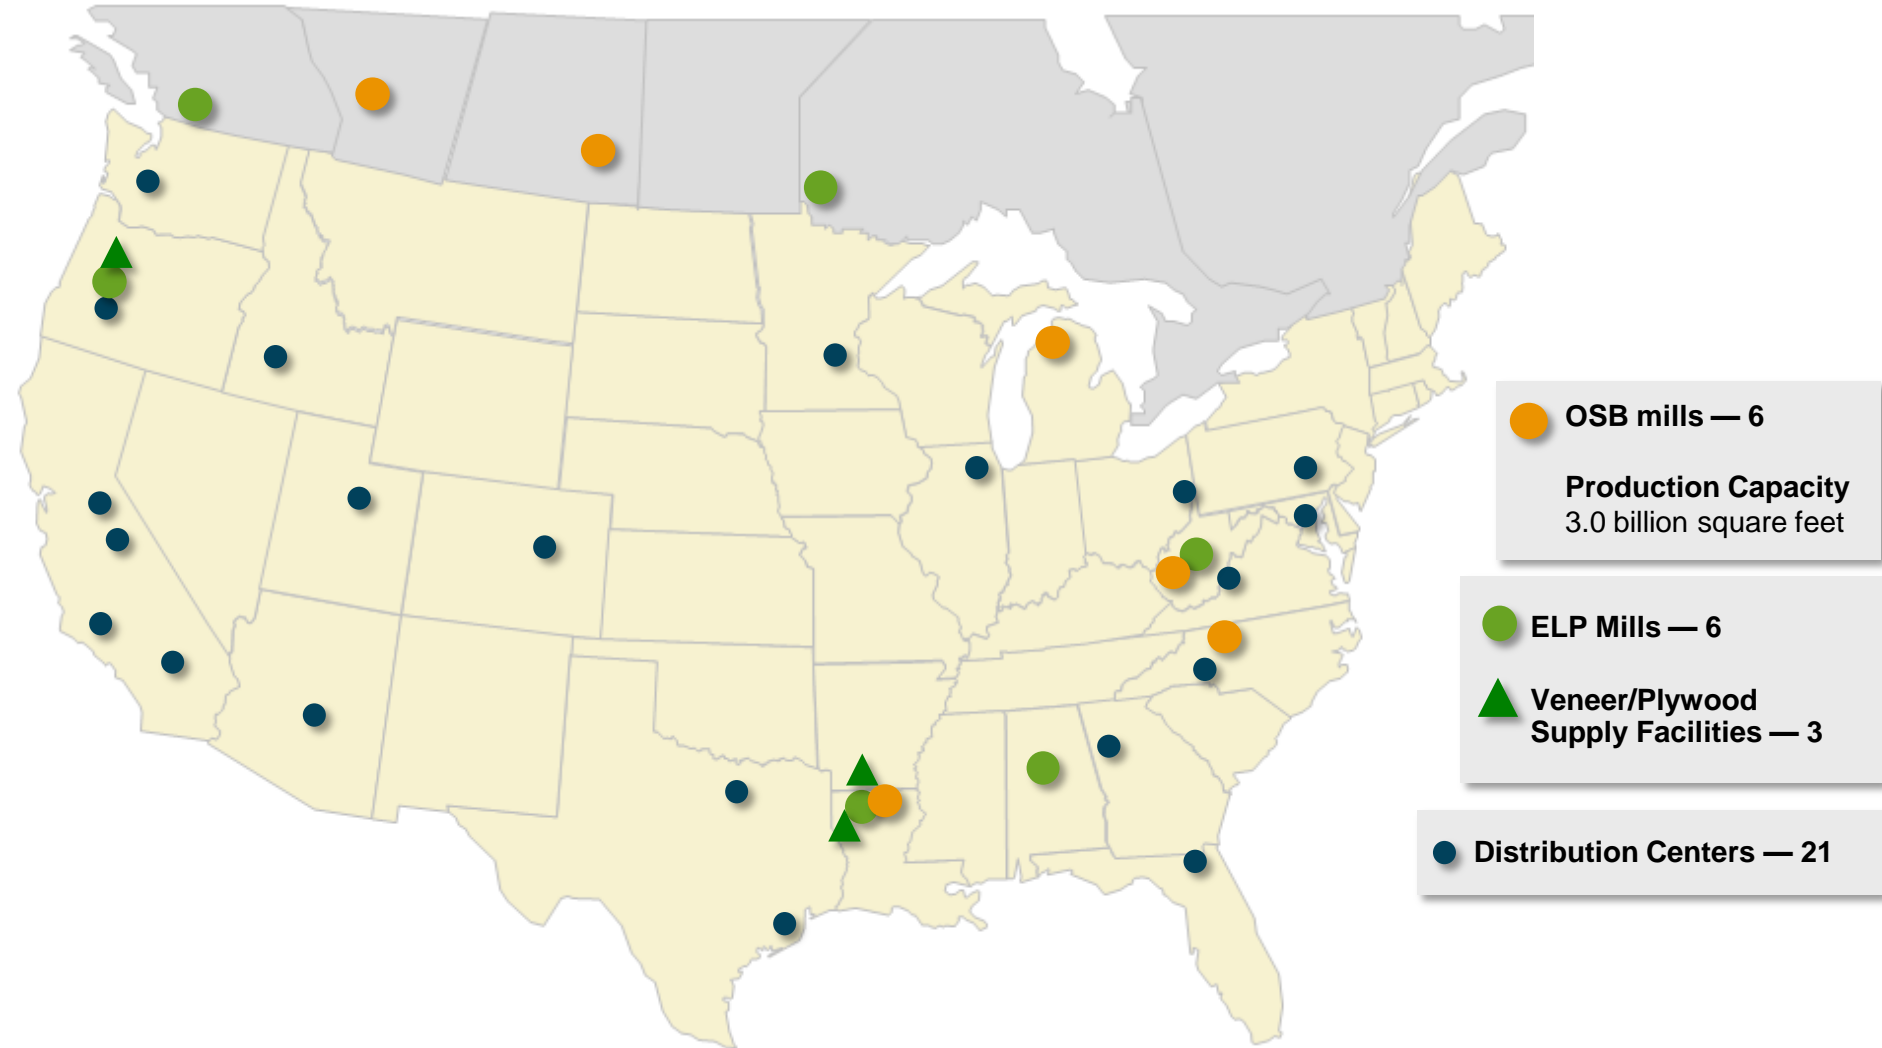 OSB mills — 6
Production Capacity
3.0 billion square feet
ELP Mills — 6
Veneer/Plywood
Supply Facilities — 3
Distribution Centers — 21